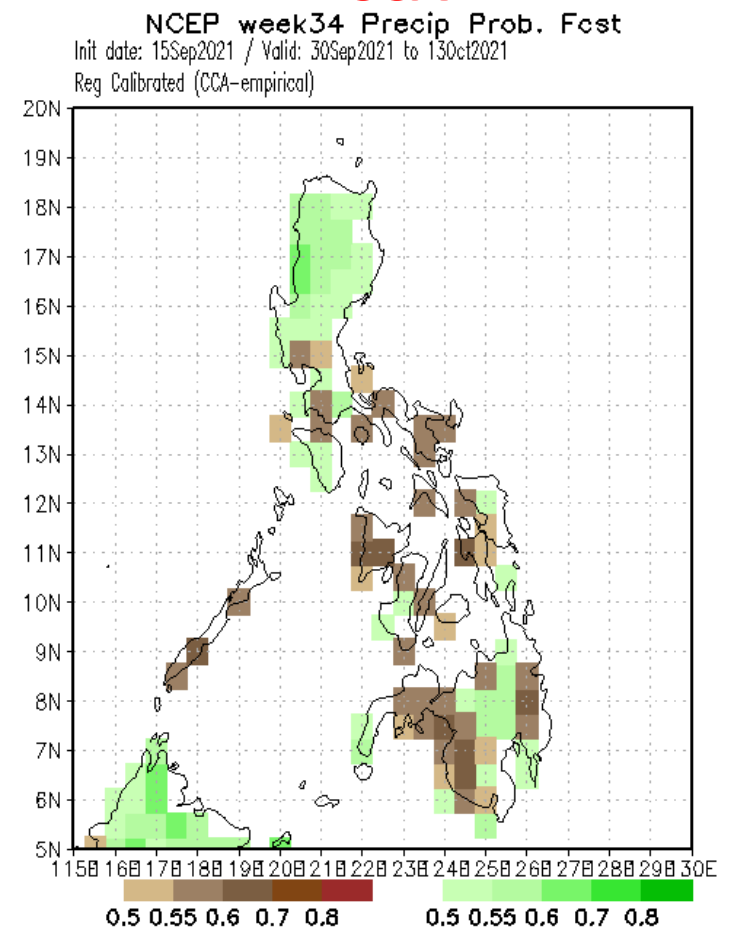 NCEP week34 Precip Prob. Fcst
Init date: 15Sep2021 / Valid: 30Sep2021 to 13Oct2021
Reg Calibrated (CCA-empirical)
20N
19N
18N
17N
16N
15N
14N
13N
12N
11N
10N
9N
8N
7N
6N
5N
115E 116E 117E 118E 119E 120E 121E 122E 123E 124E 125E 126E 127E 128E 129E 130E
0.5 0.55 0.6 0.7 0.8 0.5 0.55 0.6 0.7 0.8